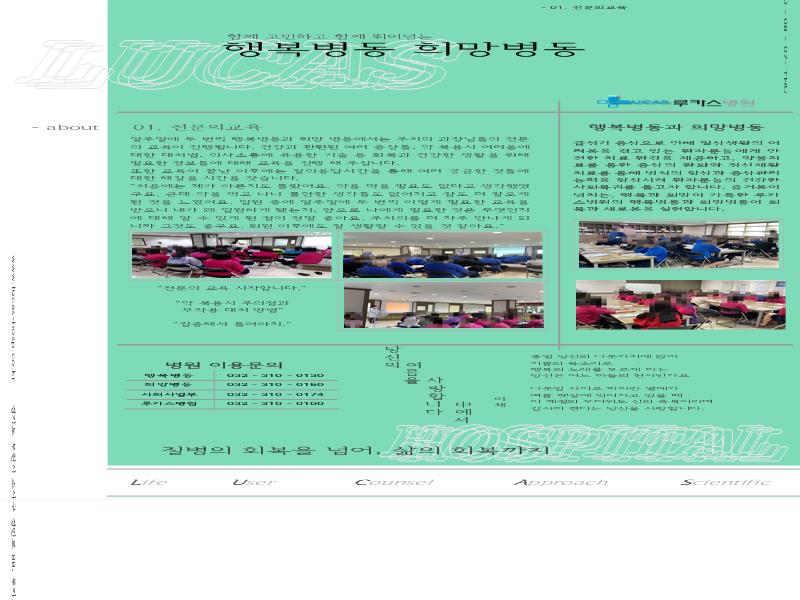 - 01. 전문의교육
함께 고민하고 함께 뛰어넘는
행복병동 희망병동
LUCAS
LUCAS 루카스병원
- about
01. 전문의교육
일주일에 두 번씩 행복병동과 희망 병동에서는 주치의 과장님들의 전문
의 교육이 진행됩니다. 건강과 관련된 여러 증상들, 약 복용시 어려움에
대한 대처법, 의사소통에 유용한 기술 등 회복과 건강한 생활을 위해
필요한 정보들에 대해 교육을 진행 해 주십니다.
또한 교육이 끝난 이후에는 질의응답시간을 통해 여러 궁금한 것들에
대한 해답을 시간을 갖습니다.
"처음에는 제가 아픈지도 몰랐어요. 약을 먹을 필요도 없다고 생각했었
구요. 근데 약을 먹고 나니 불안한 생각들도 없어지고 잠도 더 잘오게
된 것을 느꼈어요. 입원 중에 일주일에 두 번씩 이렇게 필요한 교육을
받으니 내가 왜 입원하게 됐는지, 앞으로 나에게 필요한 것은 무엇인지
에 대해 알 수 있게 된 점이 정말 좋아요. 주치의를 더 자주 만나게 되
니까 그것도 좋구요. 퇴원 이후에도 잘 생활할 수 있을 것 같아요."
행복병동과 희망병동
급성기 증상으로 인해 일상생활의 어
려움을 겪고 있는 환자분들에게 안
전한 치료 환경을 제공하고, 약물치
료를 통한 증상의 완화와 정신재활
치료를 통해 병식의 향상과 증상관리
능력을 향상시켜 환자분들의 건강한
사회복귀를 돕고자 합니다. 즐거움이
넘치는, 행복과 희망이 가득한 루카
스병원의 행복병동과 희망병동이 회
복과 새로움을 실현합니다.
"전문의 교육 시작합니다."
"약 복용시 주의점과
부작용 대처 방법"
"집중해서 들어야지."
병원 이용문의
행복병동 032 - 310 - 0130
희망병동 032 - 310 - 0150
사회사업부 032 - 310 - 0174
루카스병원 032 - 310 - 0100
당신의
여름을
사랑합니다
中에서
이채
질병의 회복을 넘어, 삶의 회복까지
HOSPITAL
Life User Counsel Approach Scientific